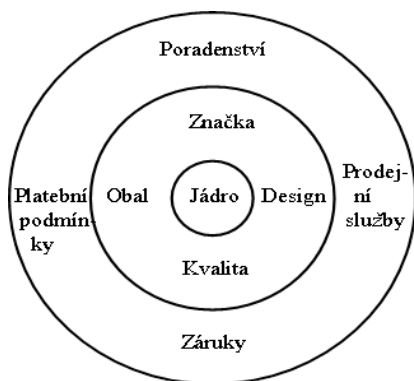 Poradenství
Značka
Platební
podmín-
ky
Obal
Jádro
Design
Prodej-
ní
služby
Kvalita
Záruky